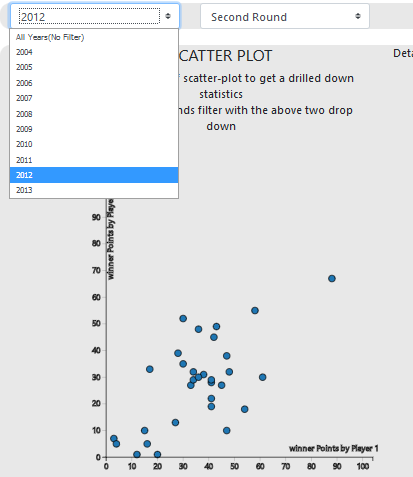 2012
Second Round
All Years(No Filter)
2004
2005
2006
2007
2008
2009
2010
2011
2012
2013
CATTER PLOT
Deta
scatter-plot to get a drilled down
statistics
nds filter with the above two drop
down
winner Points by Player
90
70
60
50
40
30
20
10
0
0 10 20 30 40 50 60 70 80 90 100
winner Points by Player 1